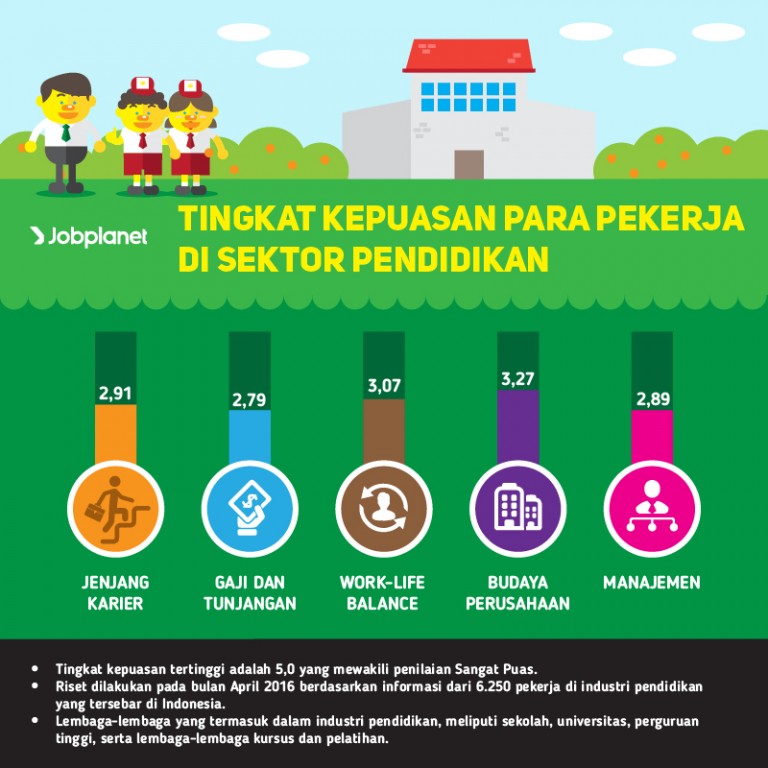 Jobplanet
TINGKAT KEPUASAN PARA PEKERJA
DI SEKTOR PENDIDIKAN
2,91
2,79
3,07
3,27
2,89
JENJANG
KARIER
GAJI DAN
TUNJANGAN
WORK-LIFE
BALANCE
BUDAYA
PERUSAHAAN
MANAJEMEN
• Tingkat kepuasan tertinggi adalah 5,0 yang mewakili penilaian Sangat Puas.
• Riset dilakukan pada bulan April 2016 berdasarkan informasi dari 6.250 pekerja di industri pendidikan
yang tersebar di Indonesia.
• Lembaga-lembaga yang termasuk dalam industri pendidikan, meliputi sekolah, universitas, perguruan
tinggi, serta lembaga-lembaga kursus dan pelatihan.